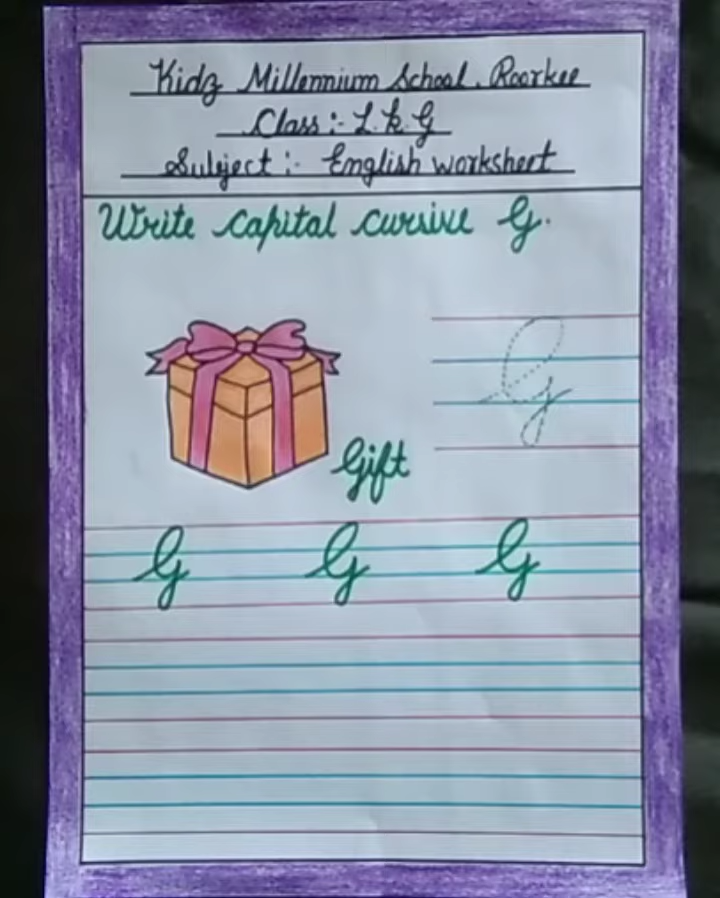 Kidz Millennium School, Roorkee
Class:- L.K.G
Subject:- English worksheet
Write capital cursive G.
G
Gift
G G G